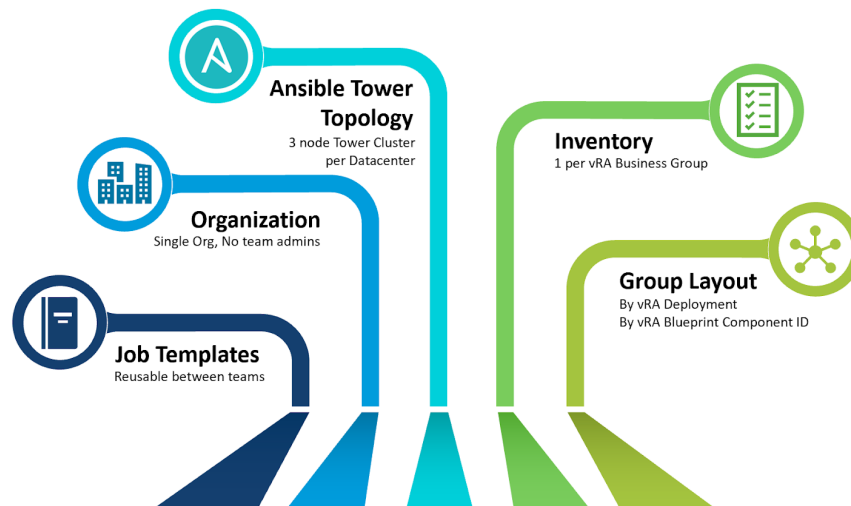 Ansible Tower
Topology
3 node Tower Cluster
per Datacenter
Inventory
1 per vRA Business Group
Organization
Single Org, No team admins
Group Layout
By vRA Deployment
By vRA Blueprint Component ID
Job Templates
Reusable between teams